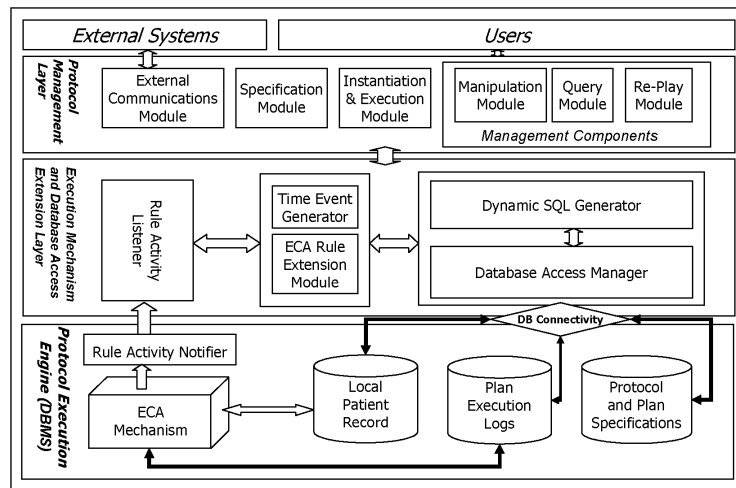 External Systems
Users
Protocol
Management
Layer
External
Communications
Module
Specification
Module
Instantiation
& Execution
Module
Manipulation
Module
Query
Module
Re-Play
Module
Management Components
Execution Mechanism
and Database Access
Extension Layer
Rule Activity
Listener
Time Event
Generator
ECA Rule
Extension
Module
Dynamic SQL Generator
Database Access Manager
DB Connectivity
Protocol Execution
Engine (DBMS)
Rule Activity Notifier
ECA
Mechanism
Local
Patient
Record
Plan
Execution
Logs
Protocol
and Plan
Specifications